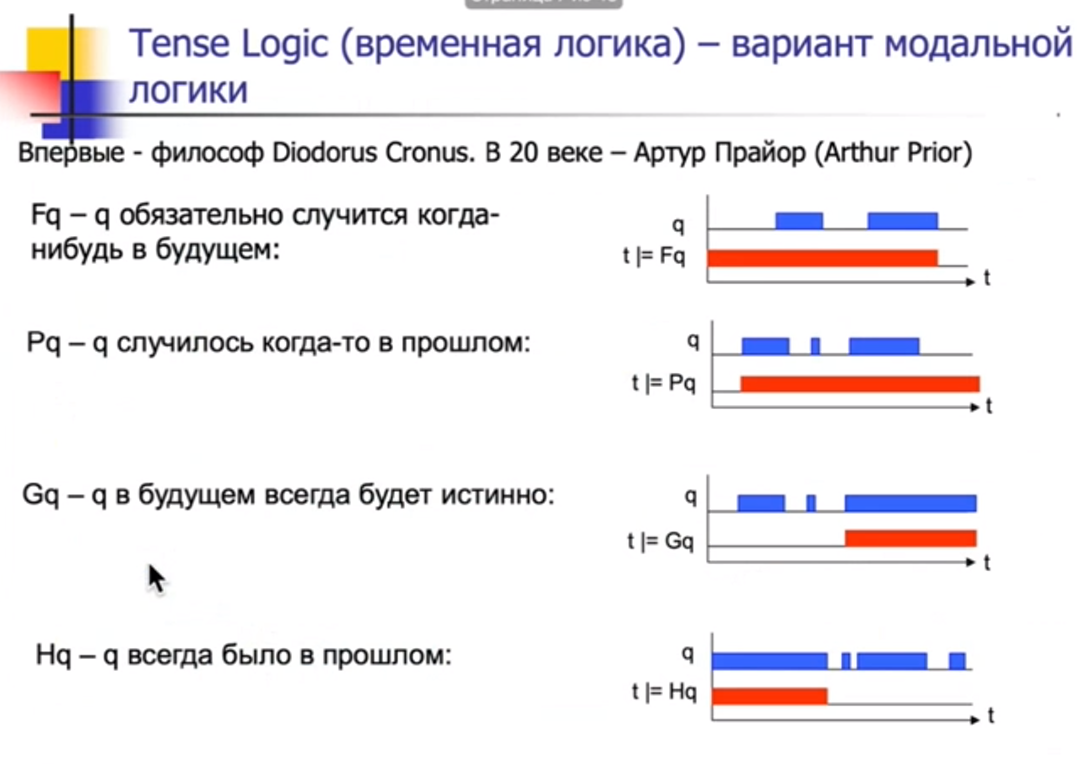 Tense Logic (временная логика) – вариант модальной
логики
Впервые - философ Diodorus Cronus. В 20 веке – Артур Прайор (Arthur Prior)
Fq – q обязательно случится когда-
нибудь в будущем:
q
t |= Fq
t
Pq – q случилось когда-то в прошлом:
q
t |= Pq
t
Gq – q в будущем всегда будет истинно:
q
t |= Gq
t
Hq – q всегда было в прошлом:
q
t |= Hq
t